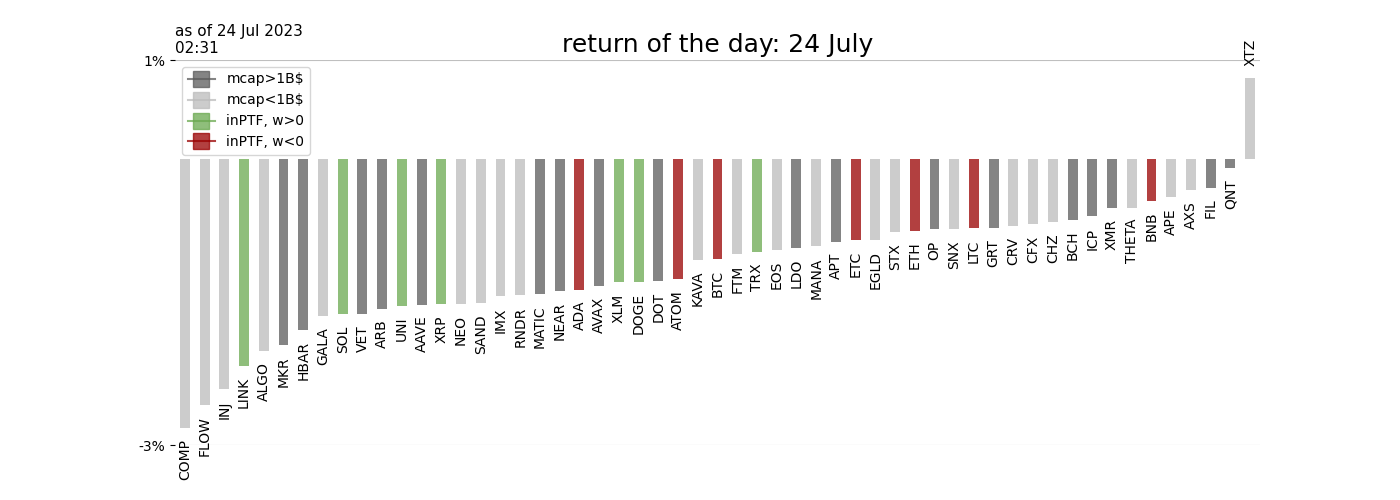 as of 24 Jul 2023
02:31
return of the day: 24 July
1%
-3%
mcap>1B$
mcap<1B$
inPTF, w>0
inPTF, w<0
COMP
FLOW
INJ
LINK
ALGO
MKR
HBAR
GALA
SOL
VET
ARB
UNI
AAVE
XRP
NEO
SAND
IMX
RNDR
MATIC
NEAR
ADA
AVAX
XLM
DOGE
DOT
ATOM
KAVA
BTC
FTM
TRX
EOS
LDO
MANA
APT
ETC
EGLD
STX
ETH
OP
SNX
LTC
GRT
CRV
CFX
CHZ
BCH
ICP
XMR
THETA
BNB
APE
AXS
FIL
QNT
XTZ